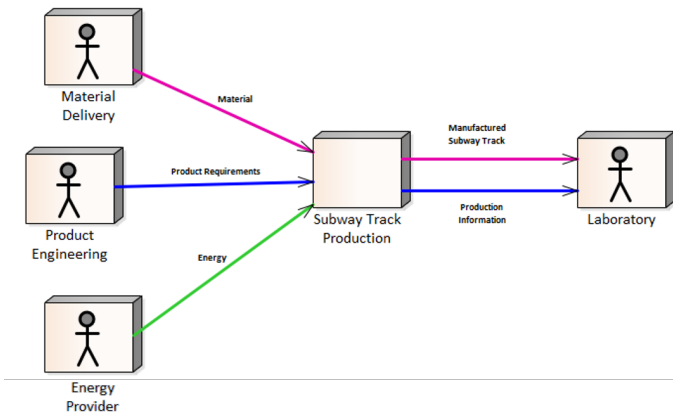 Material
Delivery
Material
Product Requirements
Product
Engineering
Energy
Energy
Provider
Subway Track
Production
Manufactured
Subway Track
Production
Information
Laboratory